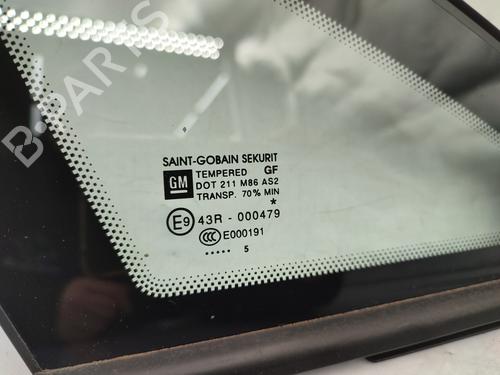 B-PARTS
SAINT-GOBAIN SEKURIT
GM TEMPERED GF
DOT 211 M86 AS2
TRANSP. 70% MIN
*
E9 43R - 000479
CCC E000191
..... 5